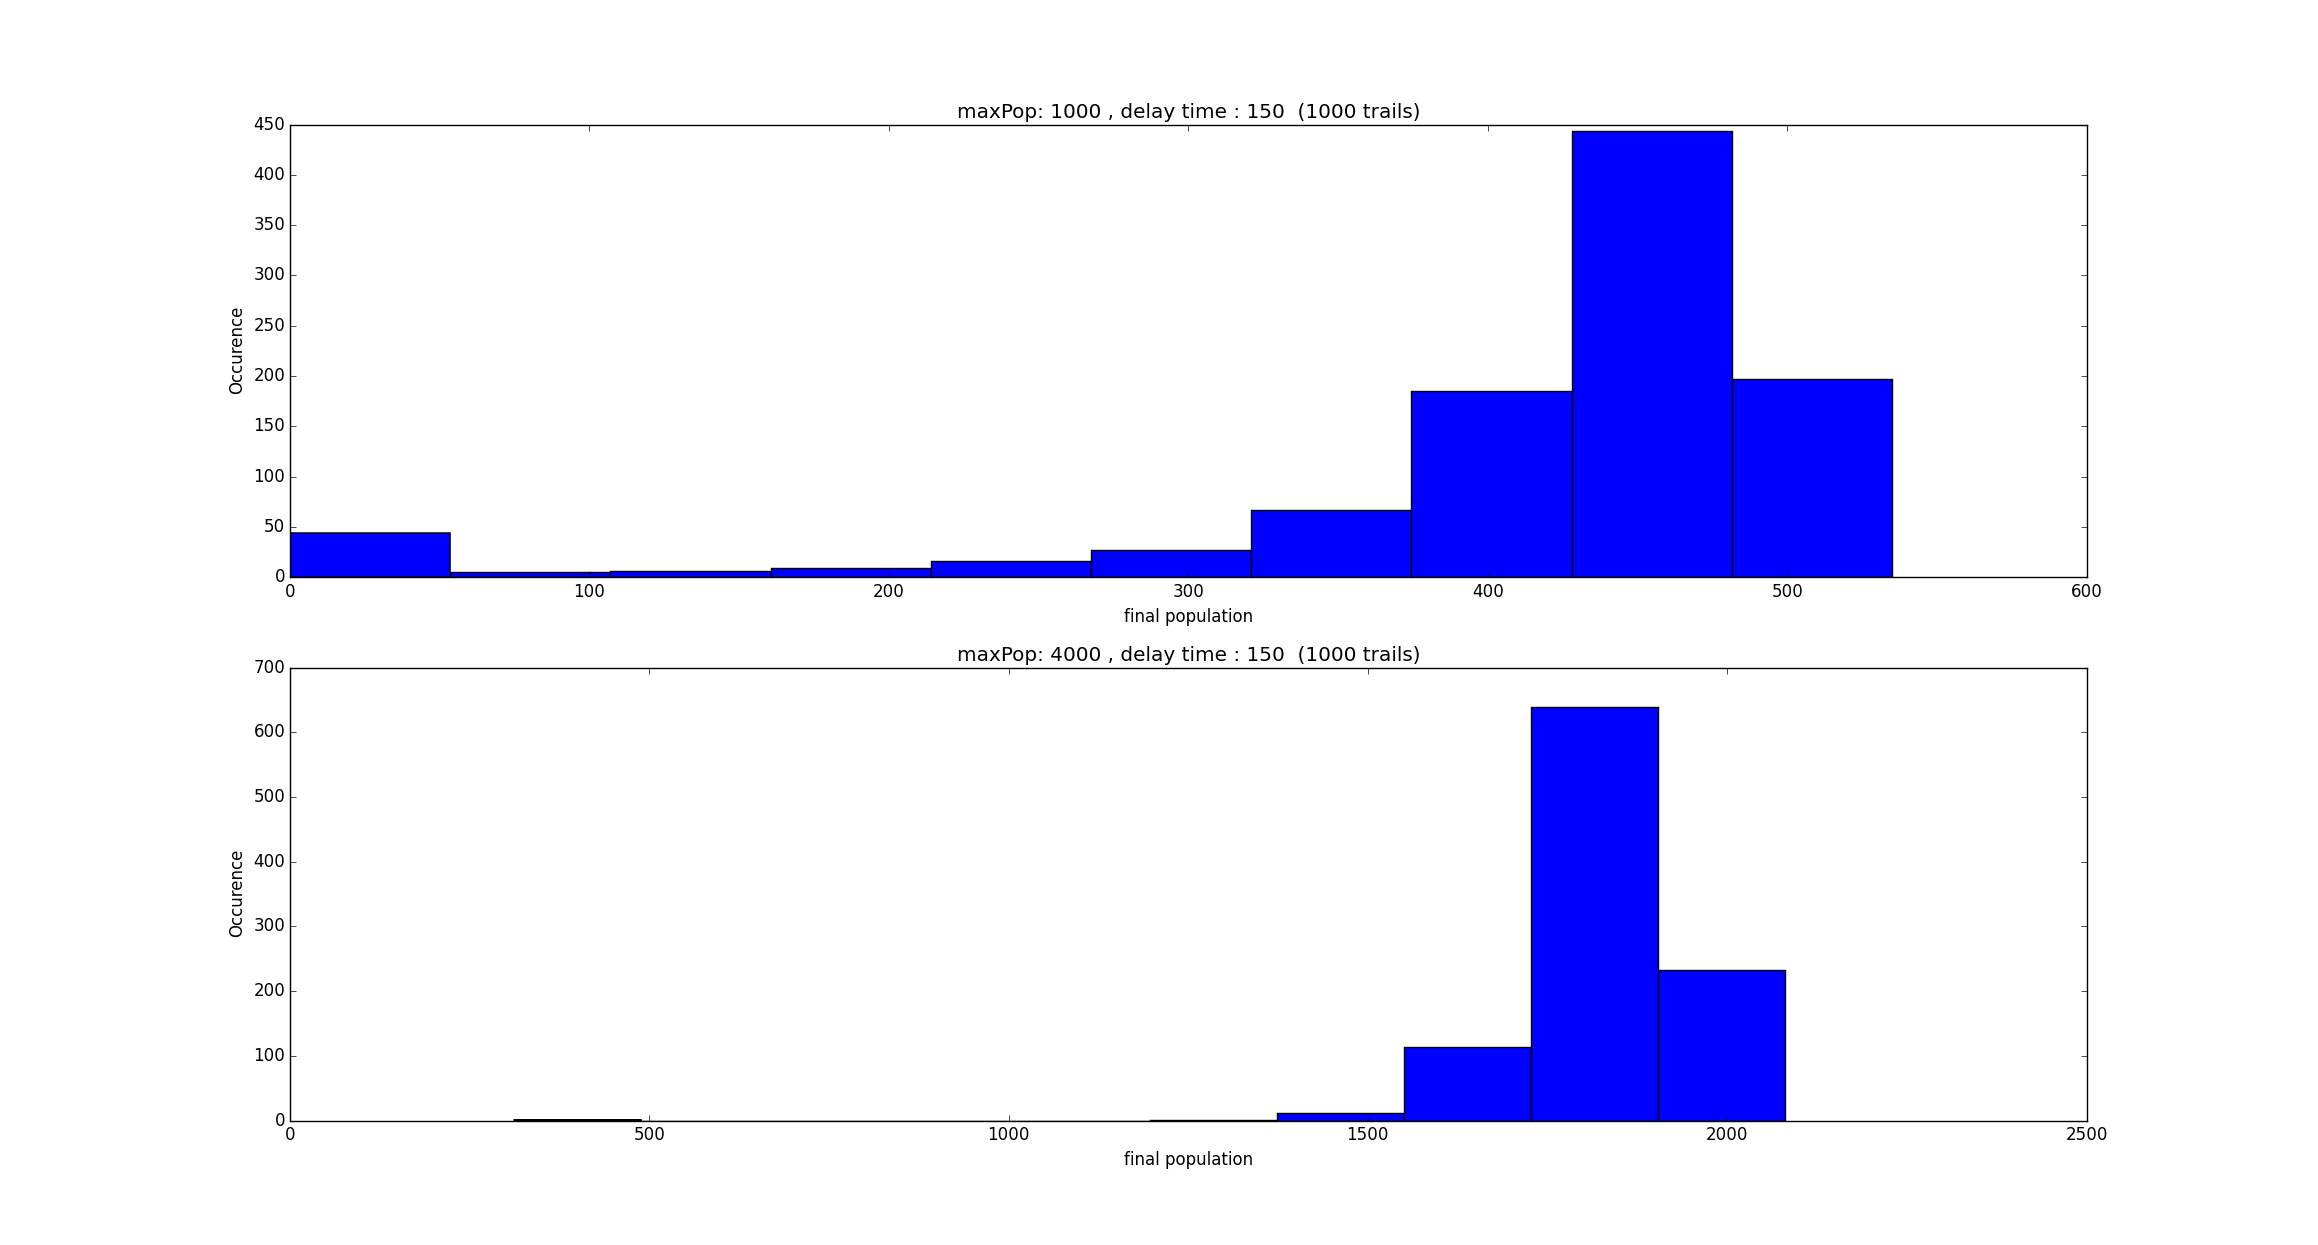 maxPop: 1000 , delay time : 150  (1000 trails)
450
400
350
300
250
200
150
100
50
0
Occurence
0 100 200 300 400 500 600
final population
maxPop: 4000 , delay time : 150  (1000 trails)
700
600
500
400
300
200
100
0
Occurence
0 500 1000 1500 2000 2500
final population